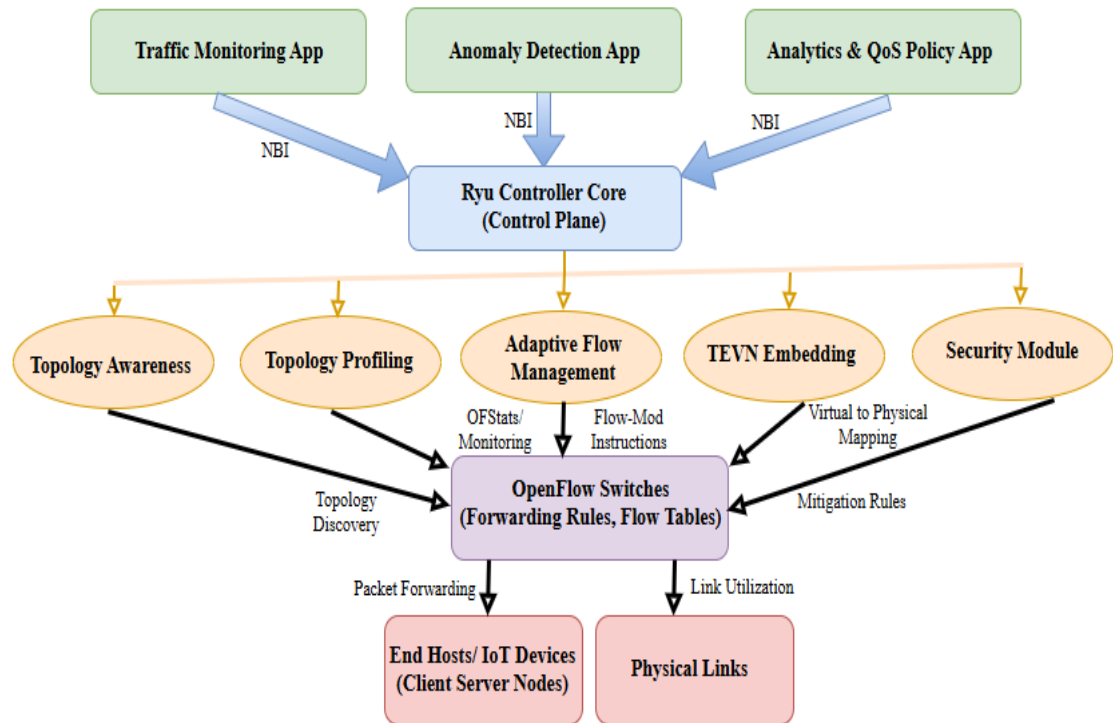 Traffic Monitoring App
Anomaly Detection App
Analytics & QoS Policy App
NBI
NBI
NBI
Ryu Controller Core
(Control Plane)
Topology Awareness
Topology Profiling
Adaptive Flow
Management
TEVN Embedding
Security Module
OFStats/
Monitoring
Flow-Mod
Instructions
Virtual to Physical
Mapping
Topology
Discovery
Mitigation Rules
OpenFlow Switches
(Forwarding Rules, Flow Tables)
Packet Forwarding
Link Utilization
End Hosts/ IoT Devices
(Client Server Nodes)
Physical Links